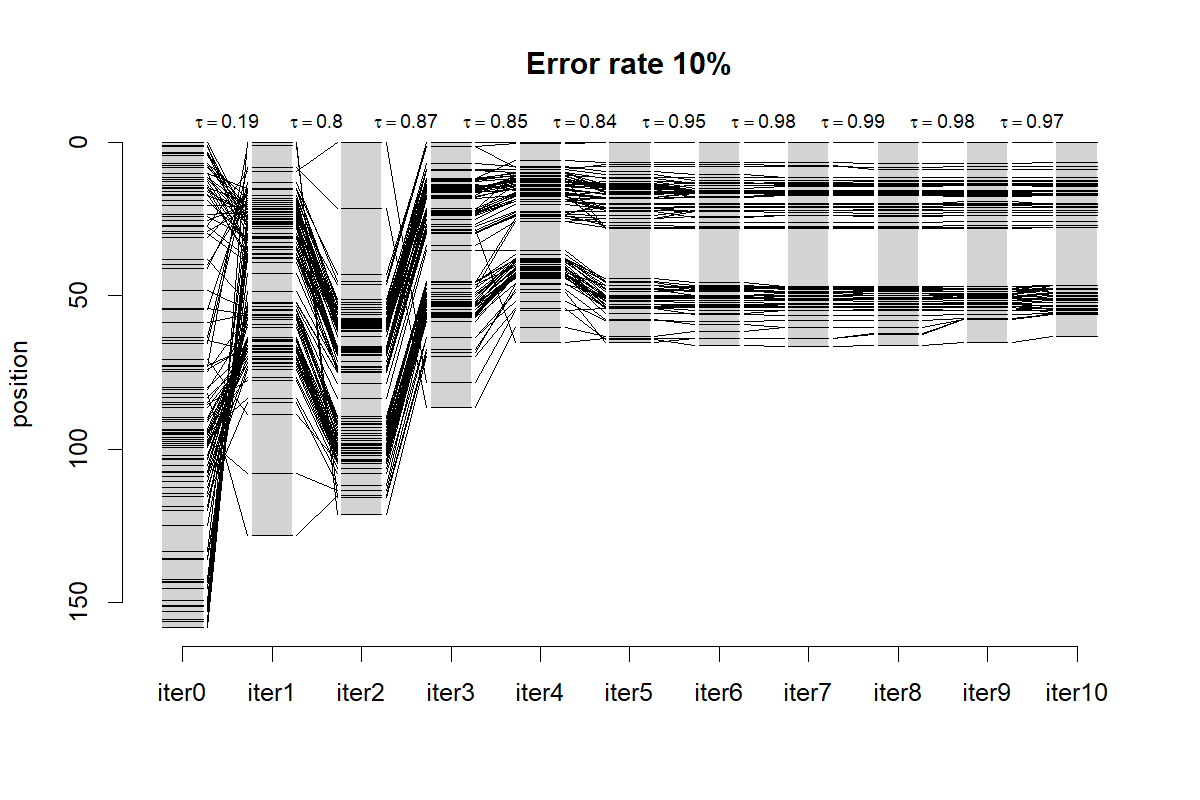 Error rate 10%
τ = 0.19 τ = 0.8 τ = 0.87 τ = 0.85 τ = 0.84 τ = 0.95 τ = 0.98 τ = 0.99 τ = 0.98 τ = 0.97
0
50
100
150
position
iter0 iter1 iter2 iter3 iter4 iter5 iter6 iter7 iter8 iter9 iter10